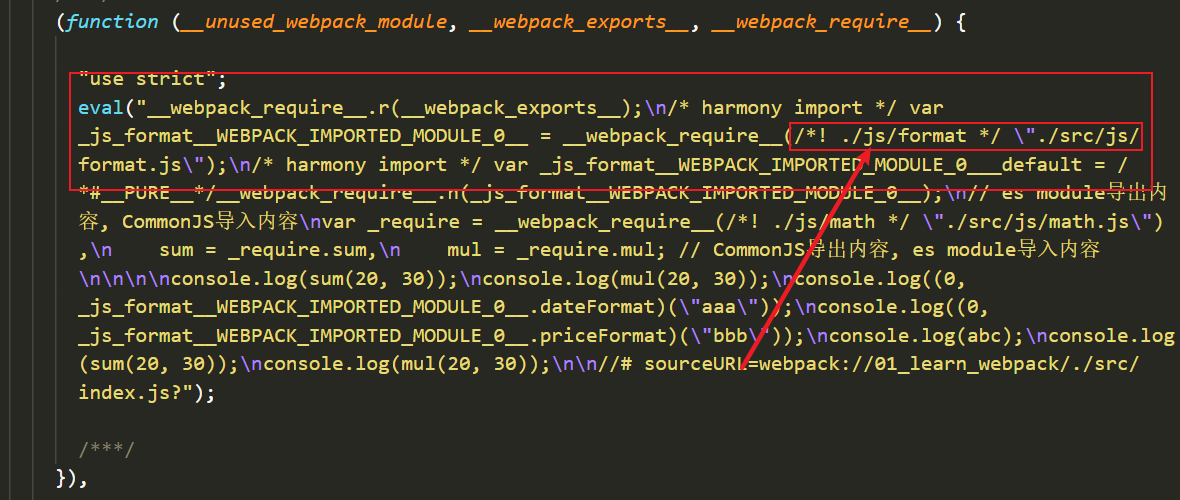 (function (__unused_webpack_module, __webpack_exports__, __webpack_require__) {
"use strict";
eval("__webpack_require__.r(__webpack_exports__);\n/* harmony import */ var
_js_format__WEBPACK_IMPORTED_MODULE_0__ = __webpack_require__(/*! ./js/format */ \"./src/js/
format.js\");\n/* harmony import */ var _js_format__WEBPACK_IMPORTED_MODULE_0___default = /
*#__PURE__*/__webpack_require__.n(_js_format__WEBPACK_IMPORTED_MODULE_0__);\n// es module导出内
容, CommonJS导入内容\nvar _require = __webpack_require__(/*! ./js/math */ \"./src/js/math.js\")
,\n    sum = _require.sum,\n    mul = _require.mul; // CommonJS导出内容, es module导入内容
\n\n\n\nconsole.log(sum(20, 30));\nconsole.log(mul(20, 30));\nconsole.log((0,
_js_format__WEBPACK_IMPORTED_MODULE_0__.dateFormat)(\"aaa\"));\nconsole.log((0,
_js_format__WEBPACK_IMPORTED_MODULE_0__.priceFormat)(\"bbb\"));\nconsole.log(abc);\nconsole.log
(sum(20, 30));\nconsole.log(mul(20, 30));\n\n//# sourceURL=webpack://01_learn_webpack/./src/
index.js?");
/***/
}),